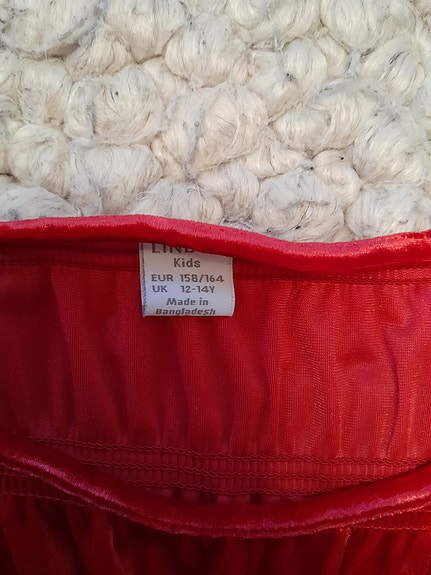 Kids
EUR 158/164
UK 12-14Y
Made in
Bangladesh